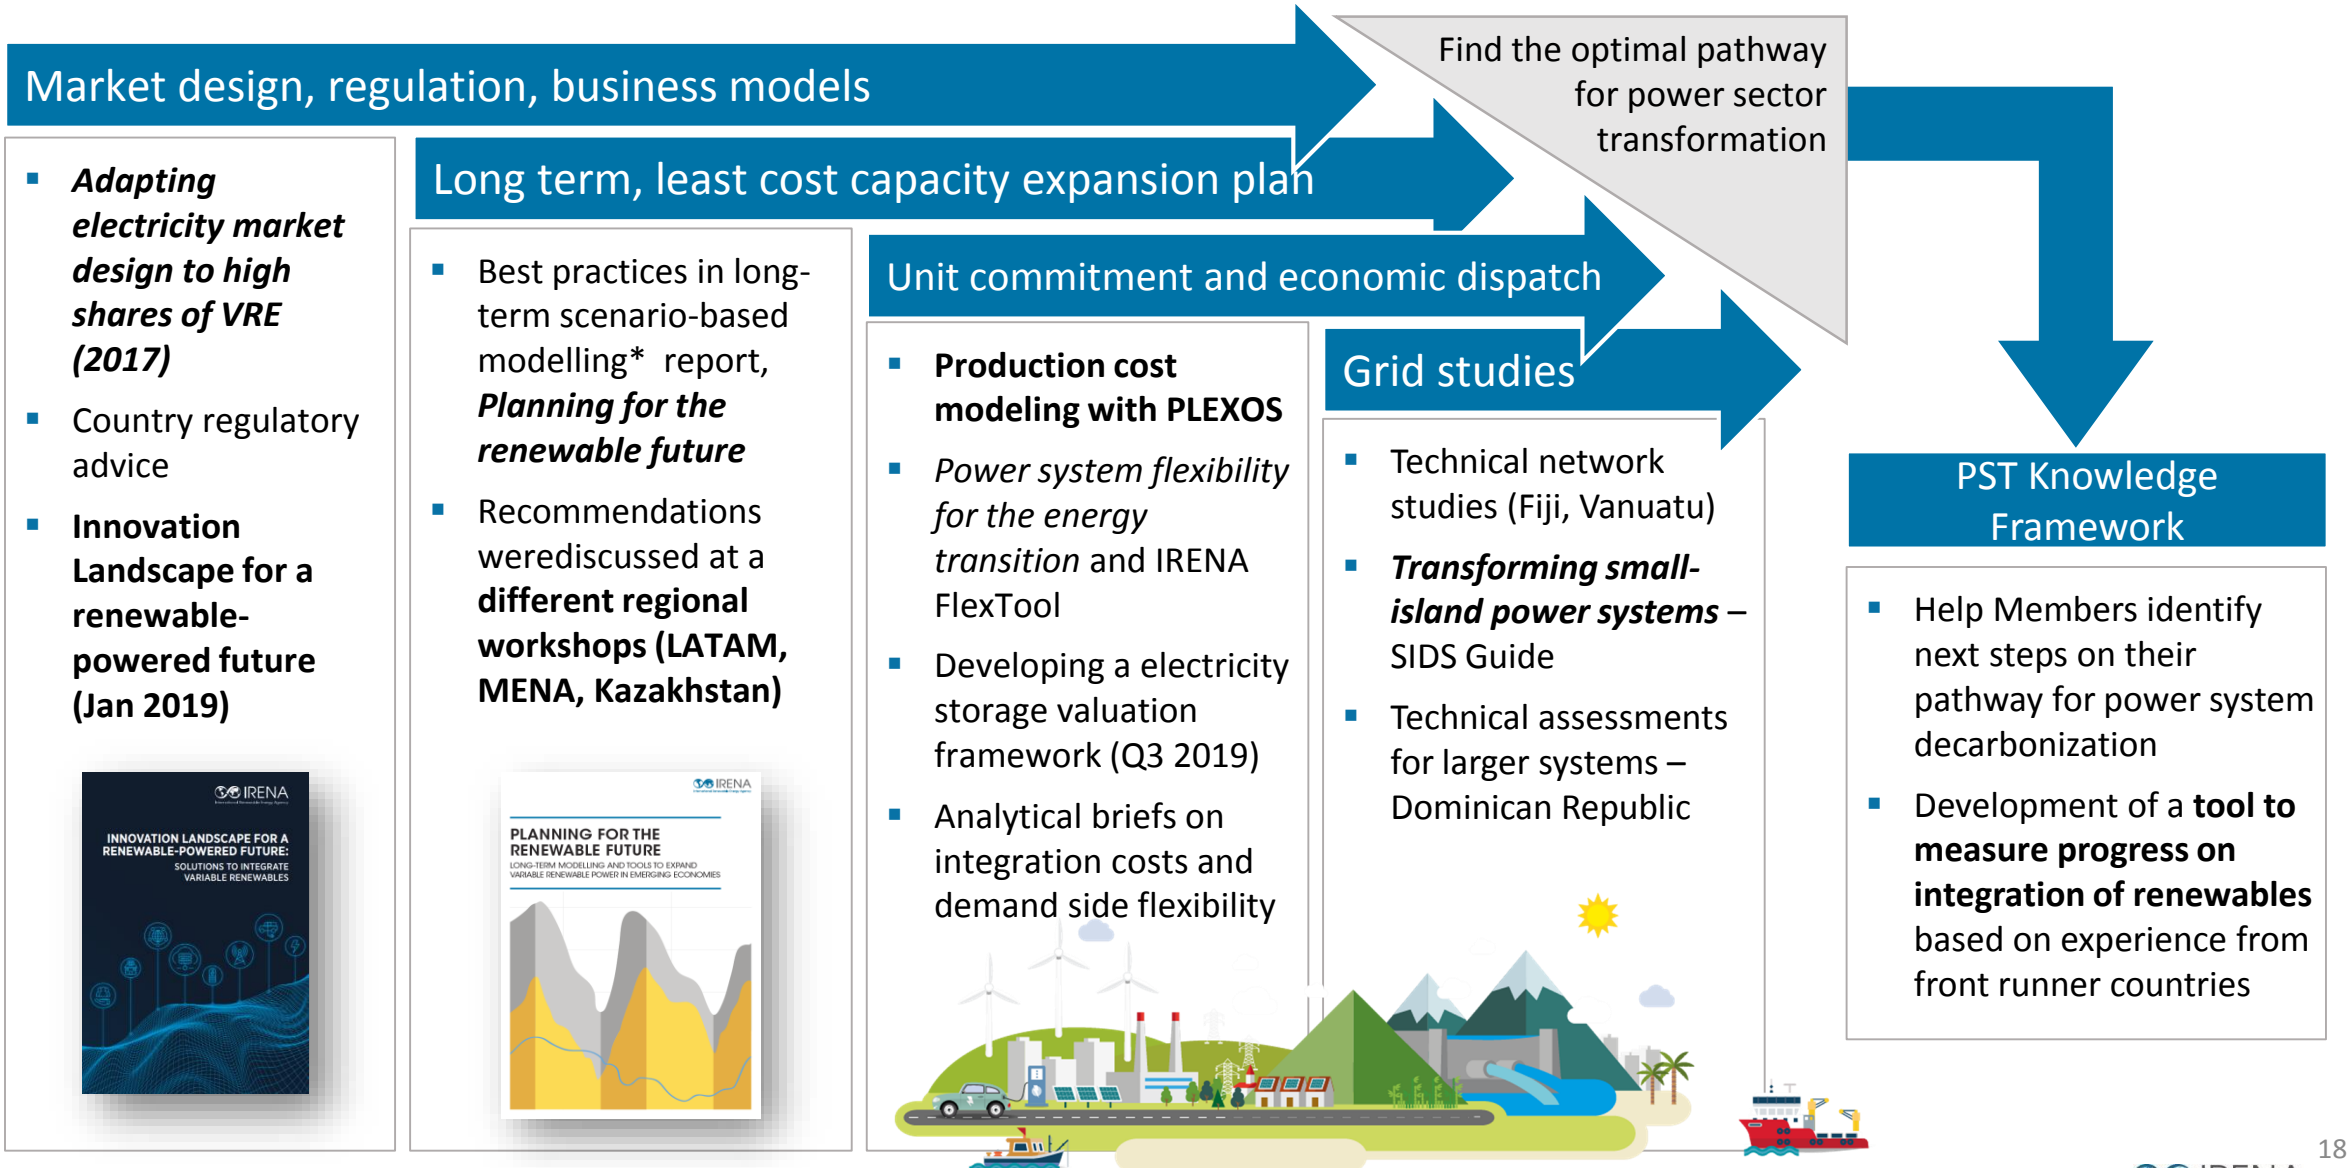 Market design, regulation, business models
Find the optimal pathway
for power sector
transformation
▪ Adapting
electricity market
design to high
shares of VRE
(2017)
▪ Country regulatory
advice
▪ Innovation
Landscape for a
renewable-
powered future
(Jan 2019)
IRENA
International Renewable Energy Agency
INNOVATION LANDSCAPE FOR A
RENEWABLE-POWERED FUTURE:
SOLUTIONS TO INTEGRATE
VARIABLE RENEWABLES
Long term, least cost capacity expansion plan
▪ Best practices in long-
term scenario-based
modelling* report,
Planning for the
renewable future
▪ Recommendations
werediscussed at a
different regional
workshops (LATAM,
MENA, Kazakhstan)
IRENA
PLANNING FOR THE
RENEWABLE FUTURE
LONG-TERM MODELLING AND TOOLS TO EXPAND
VARIABLE RENEWABLE POWER IN EMERGING ECONOMIES
Unit commitment and economic dispatch
▪ Production cost
modeling with PLEXOS
▪ Power system flexibility
for the energy
transition and IRENA
FlexTool
▪ Developing a electricity
storage valuation
framework (Q3 2019)
▪ Analytical briefs on
integration costs and
demand side flexibility
Grid studies
▪ Technical network
studies (Fiji, Vanuatu)
▪ Transforming small-
island power systems –
SIDS Guide
▪ Technical assessments
for larger systems –
Dominican Republic
PST Knowledge
Framework
▪ Help Members identify
next steps on their
pathway for power system
decarbonization
▪ Development of a tool to
measure progress on
integration of renewables
based on experience from
front runner countries
18
IRENA